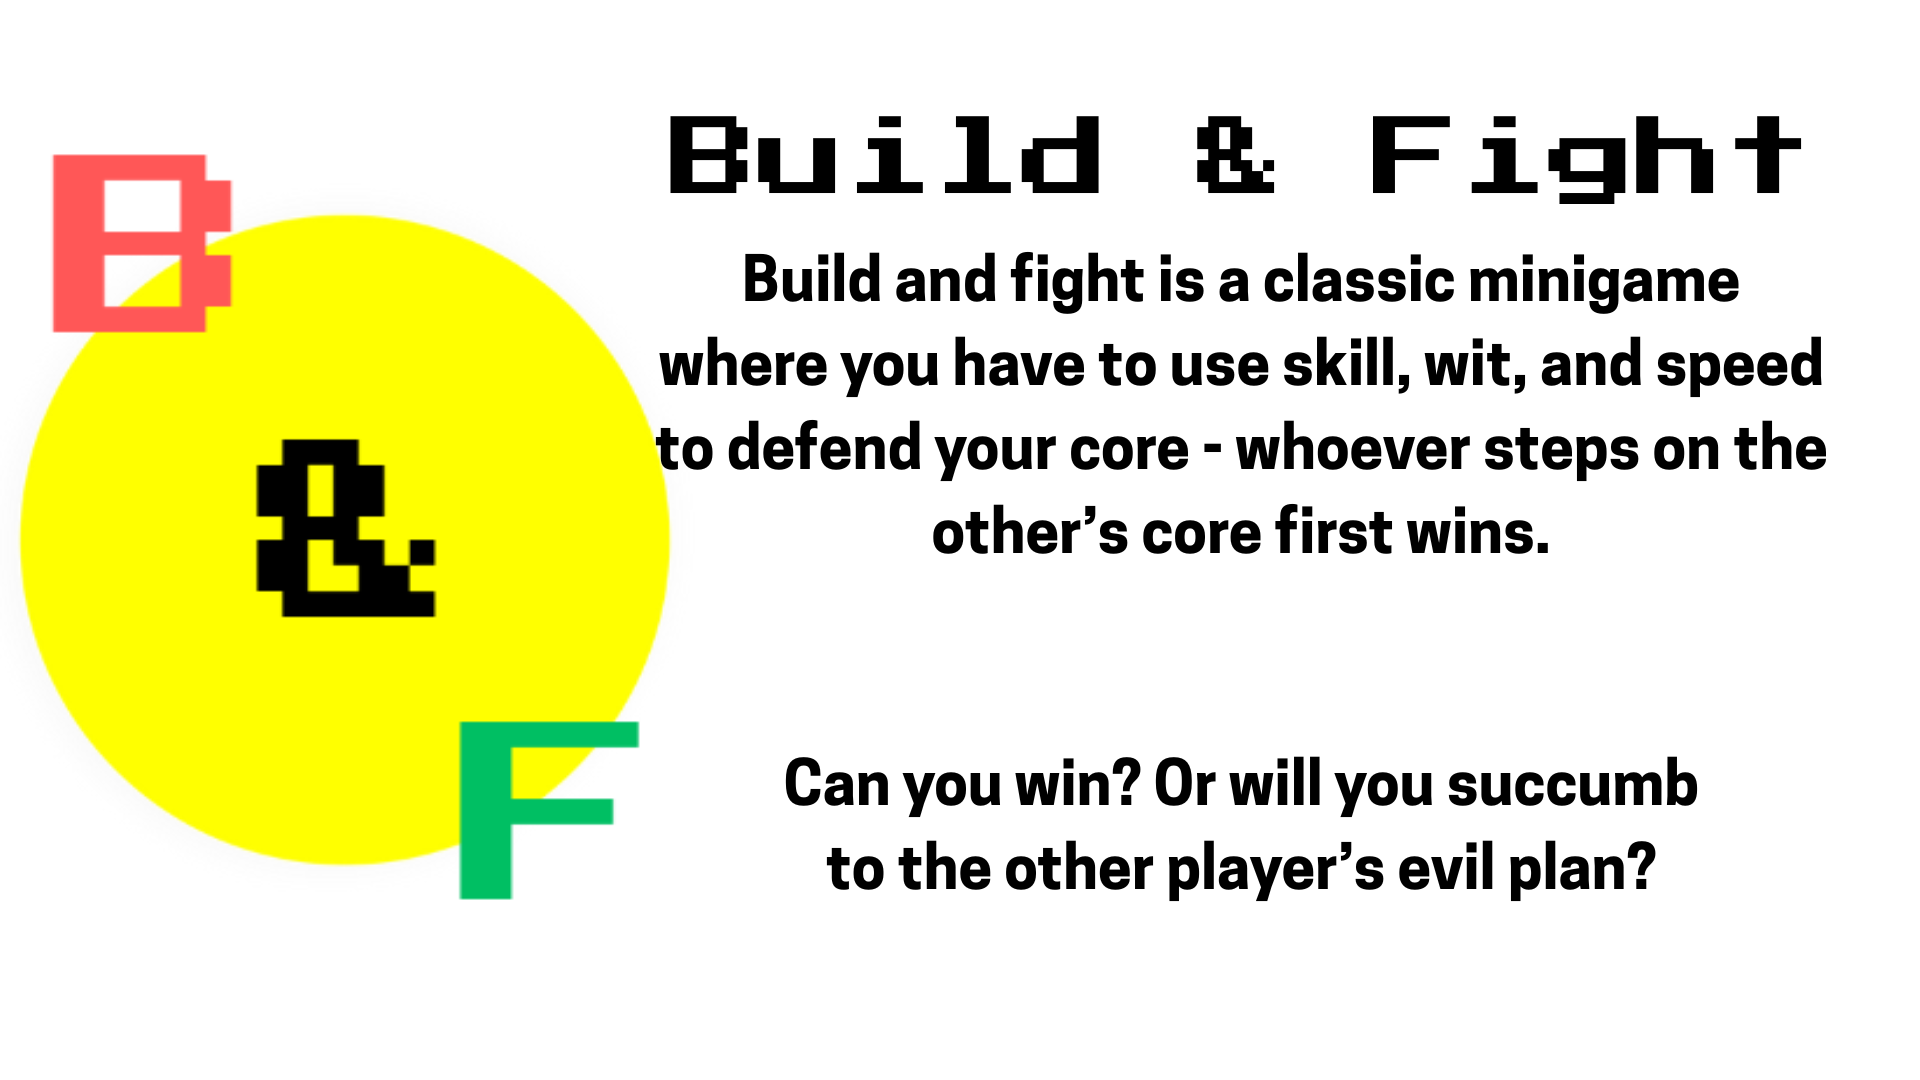 B
&
F
Build & Fight
Build and fight is a classic minigame
where you have to use skill, wit, and speed
to defend your core - whoever steps on the
other’s core first wins.
Can you win? Or will you succumb
to the other player’s evil plan?